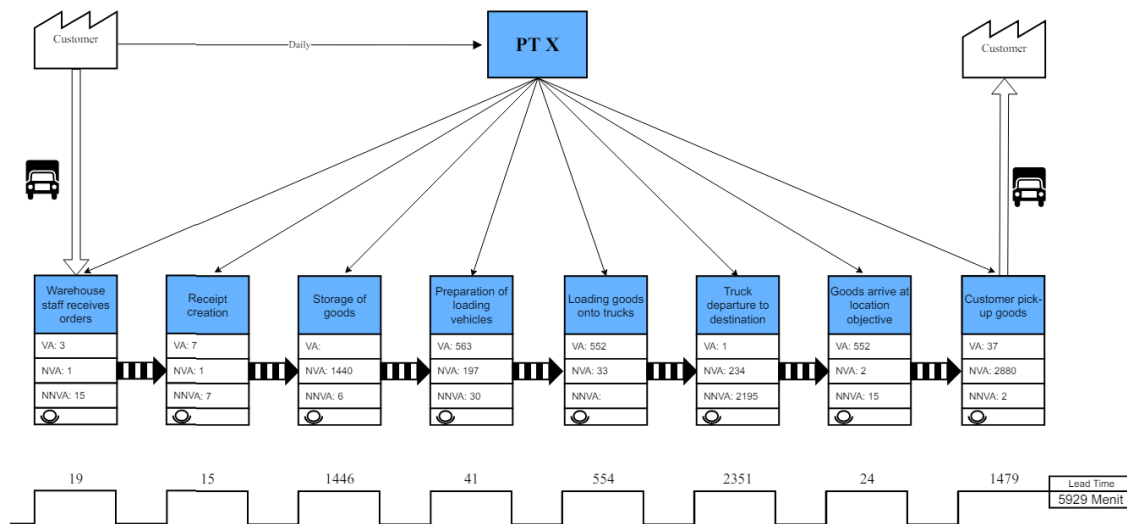 Customer
Daily
PT X
Customer
Warehouse
staff receives
orders
VA: 3
NVA: 1
NNVA: 15
Receipt
creation
VA: 7
NVA: 1
NNVA: 7
Storage of
goods
VA:
NVA: 1440
NNVA: 6
Preparation of
loading
vehicles
VA: 563
NVA: 197
NNVA: 30
Loading goods
onto trucks
VA: 552
NVA: 33
NNVA:
Truck
departure to
destination
VA: 1
NVA: 234
NNVA: 2195
Goods arrive at
location
objective
VA: 552
NVA: 2
NNVA: 15
Customer pick-
up goods
VA: 37
NVA: 2880
NNVA: 2
19
15
1446
41
554
2351
24
1479
Lead Time
5929 Menit